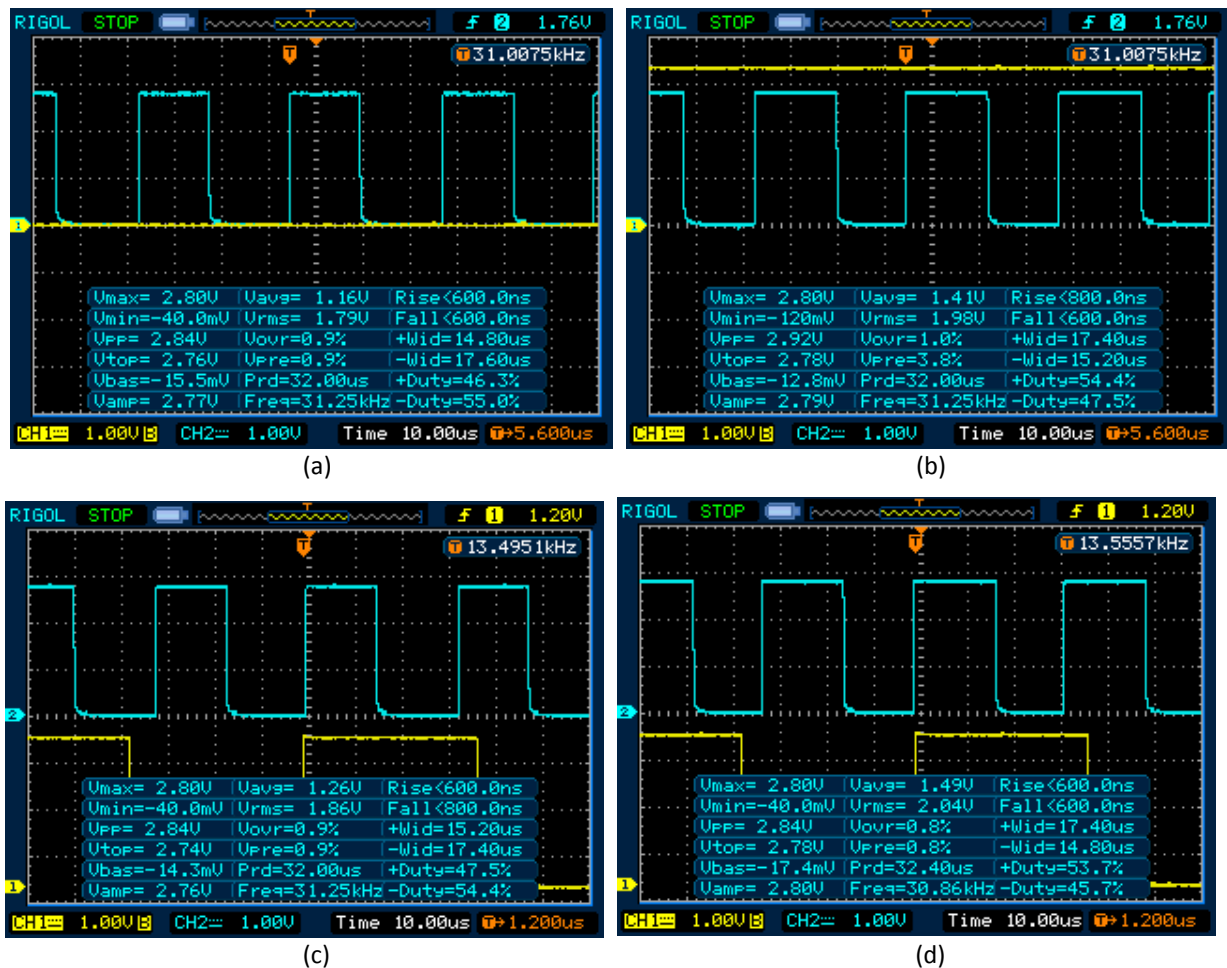 RIGOL STOP T f 2 1.76V
T 31.0075kHz
T
1
Vmax= 2.80V Vavg= 1.16V Rise<600.0ns
Vmin=-40.0mV Vrms= 1.79V Fall<600.0ns
Vpp= 2.84V Vovr=0.9% +Wid=14.80us
Vtop= 2.76V Vpre=0.9% -Wid=17.60us
Vbas=-15.5mV Prd=32.00us +Duty=46.3%
Vamp= 2.77V Freq=31.25kHz -Duty=55.0%
CH1 1.00V B CH2 1.00V Time 10.00us T→5.600us
(a)
RIGOL STOP T f 2 1.76V
T 31.0075kHz
T
1
Vmax= 2.80V Vavg= 1.41V Rise<800.0ns
Vmin=-120mV Vrms= 1.98V Fall<600.0ns
Vpp= 2.92V Vovr=1.0% +Wid=17.40us
Vtop= 2.78V Vpre=3.8% -Wid=15.20us
Vbas=-12.8mV Prd=32.00us +Duty=54.4%
Vamp= 2.79V Freq=31.25kHz -Duty=47.5%
CH1 1.00V B CH2 1.00V Time 10.00us T→5.600us
(b)
RIGOL STOP T f 1 1.20V
T 13.4951kHz
T
2
Vmax= 2.80V Vavg= 1.26V Rise<600.0ns
Vmin=-40.0mV Vrms= 1.86V Fall<800.0ns
Vpp= 2.84V Vovr=0.9% +Wid=15.20us
Vtop= 2.74V Vpre=0.9% -Wid=17.40us
Vbas=-14.3mV Prd=32.00us +Duty=47.5%
1 Vamp= 2.76V Freq=31.25kHz -Duty=54.4%
CH1 1.00V B CH2 1.00V Time 10.00us T→1.200us
(c)
RIGOL STOP T f 1 1.20V
T 13.5557kHz
T
2
Vmax= 2.80V Vavg= 1.49V Rise<600.0ns
Vmin=-40.0mV Vrms= 2.04V Fall<600.0ns
Vpp= 2.84V Vovr=0.8% +Wid=17.40us
Vtop= 2.78V Vpre=0.8% -Wid=14.80us
Vbas=-17.4mV Prd=32.40us +Duty=53.7%
1 Vamp= 2.80V Freq=30.86kHz -Duty=45.7%
CH1 1.00V B CH2 1.00V Time 10.00us T→1.200us
(d)